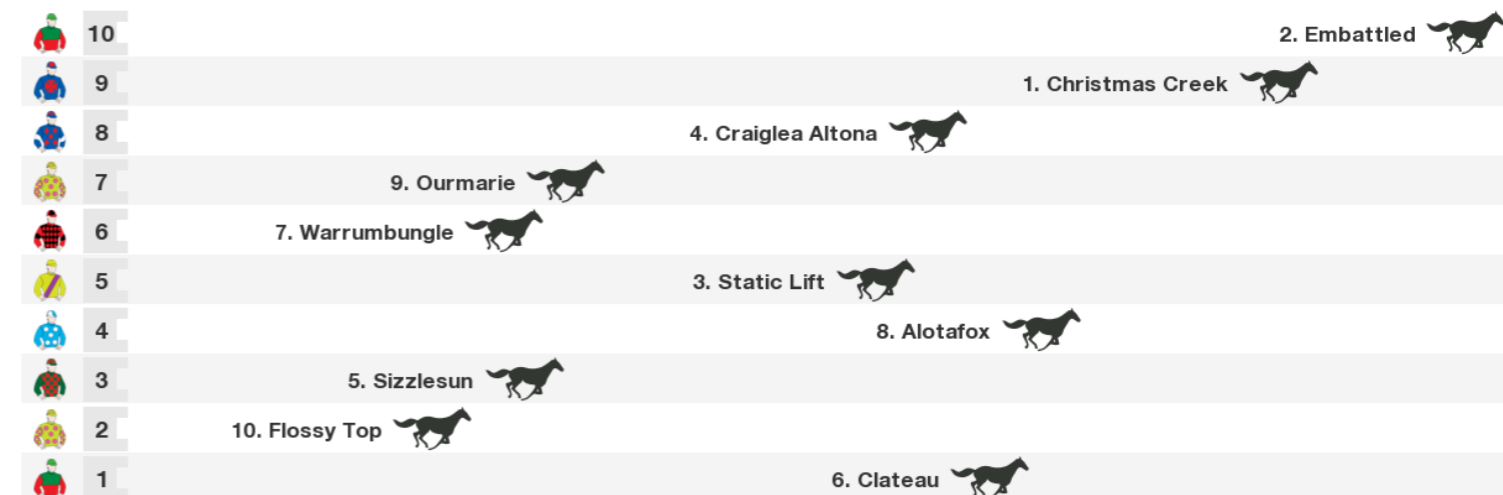 10 2. Embattled
9 1. Christmas Creek
8 4. Craiglea Altona
7 9. Ourmarie
6 7. Warrumbungle
5 3. Static Lift
4 8. Alotafox
3 5. Sizzlesun
2 10. Flossy Top
1 6. Clateau